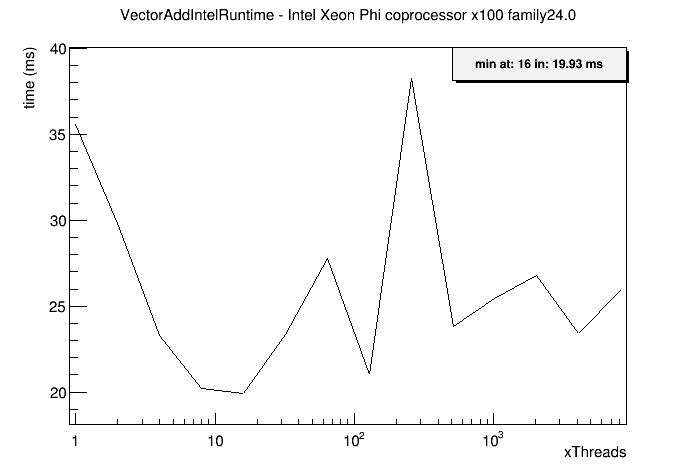 VectorAddIntelRuntime - Intel Xeon Phi coprocessor x100 family24.0
time (ms)
min at: 16 in: 19.93 ms
40
35
30
25
20
1 10 10² 10³
xThreads